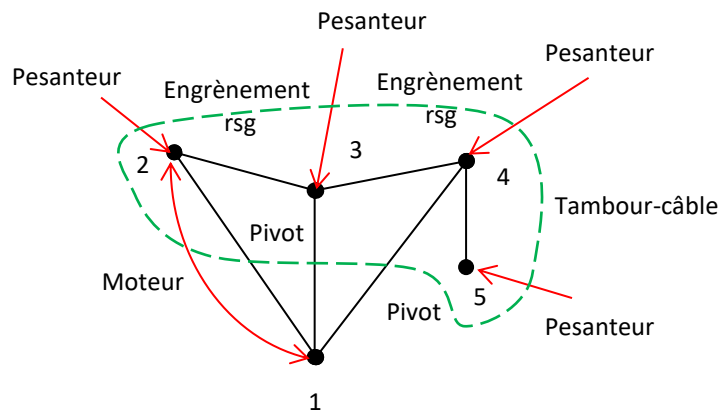 Pesanteur
Pesanteur
Pesanteur
Engrènement
rsg
Engrènement
rsg
2
3
4
Pivot
Tambour-câble
Moteur
5
Pivot
Pesanteur
1